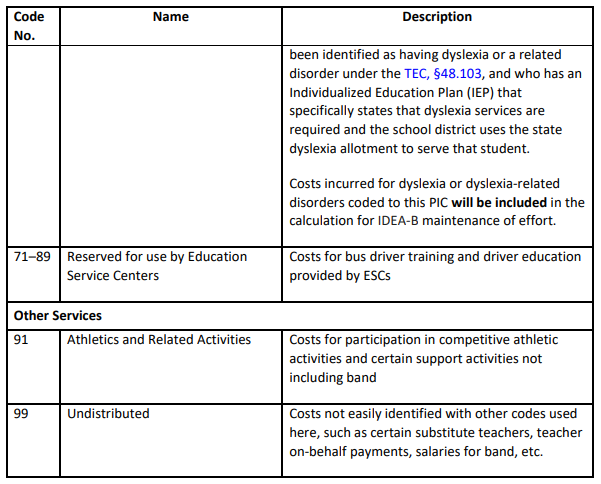 Code No. Name Description
been identified as having dyslexia or a related
disorder under the TEC, §48.103, and who has an
Individualized Education Plan (IEP) that
specifically states that dyslexia services are
required and the school district uses the state
dyslexia allotment to serve that student.
Costs incurred for dyslexia or dyslexia-related
disorders coded to this PIC will be included in the
calculation for IDEA-B maintenance of effort.
71–89 Reserved for use by Education Costs for bus driver training and driver education
Service Centers provided by ESCs
Other Services
91 Athletics and Related Activities Costs for participation in competitive athletic
activities and certain support activities not
including band
99 Undistributed Costs not easily identified with other codes used
here, such as certain substitute teachers, teacher
on-behalf payments, salaries for band, etc.